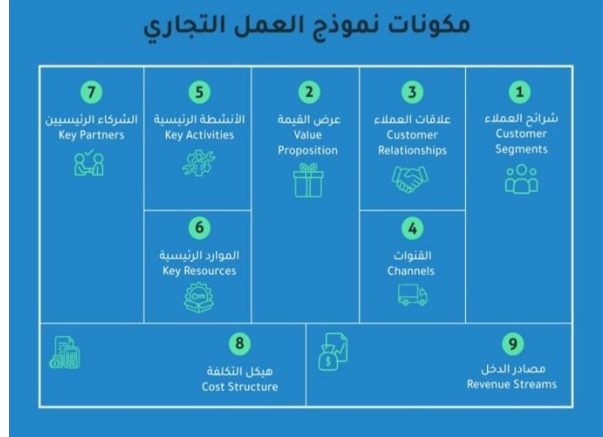 مكونات نموذج العمل التجاري
1
شرائح العملاء
Customer
Segments
2
عرض القيمة
Value
Proposition
3
علاقات العملاء
Customer
Relationships
4
القنوات
Channels
5
الأنشطة الرئيسية
Key Activities
6
الموارد الرئيسية
Key Resources
7
الشركاء الرئيسيين
Key Partners
8
هيكل التكلفة
Cost Structure
9
مصادر الدخل
Revenue Streams